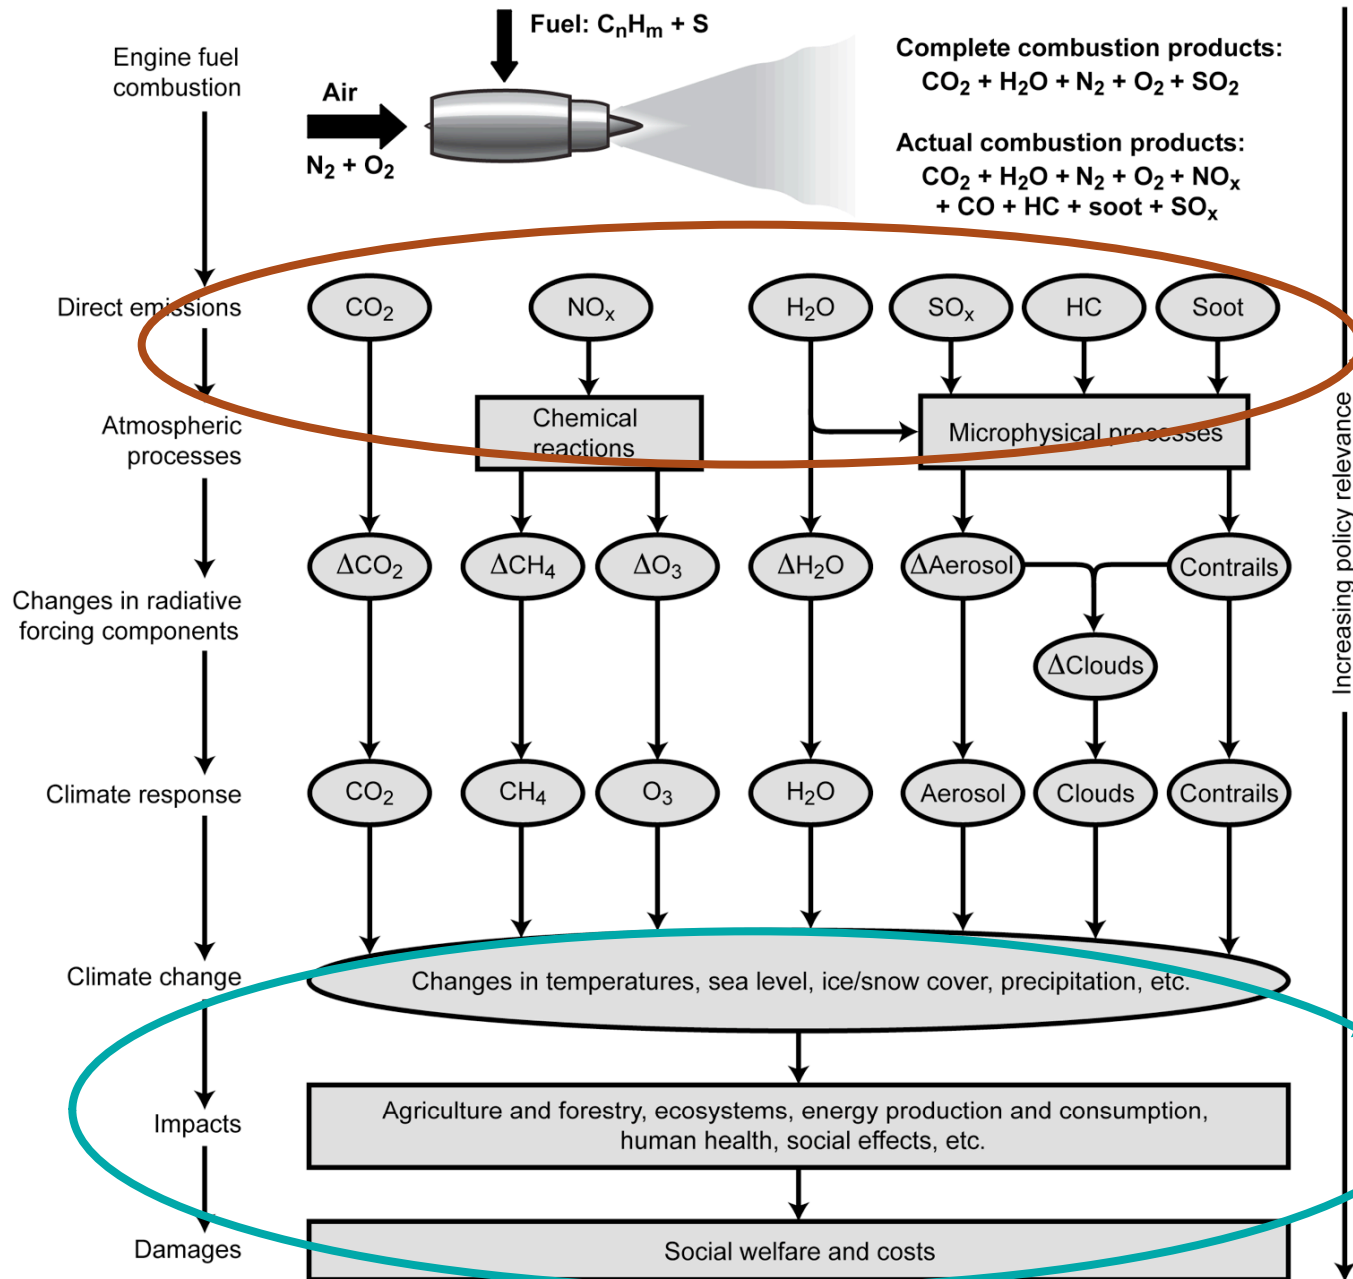 Engine fuel
combustion
Fuel: CₙHₘ + S
Air
N₂ + O₂
Complete combustion products:
CO₂ + H₂O + N₂ + O₂ + SO₂
Actual combustion products:
CO₂ + H₂O + N₂ + O₂ + NOₓ
+ CO + HC + soot + SOₓ
Direct emissions
CO₂
NOₓ
H₂O
SOₓ
HC
Soot
Atmospheric
processes
Chemical
reactions
Microphysical processes
Changes in radiative
forcing components
ΔCO₂
ΔCH₄
ΔO₃
ΔH₂O
ΔAerosol
Contrails
ΔClouds
Climate response
CO₂
CH₄
O₃
H₂O
Aerosol
Clouds
Contrails
Climate change
Changes in temperatures, sea level, ice/snow cover, precipitation, etc.
Impacts
Agriculture and forestry, ecosystems, energy production and consumption,
human health, social effects, etc.
Damages
Social welfare and costs
Increasing policy relevance